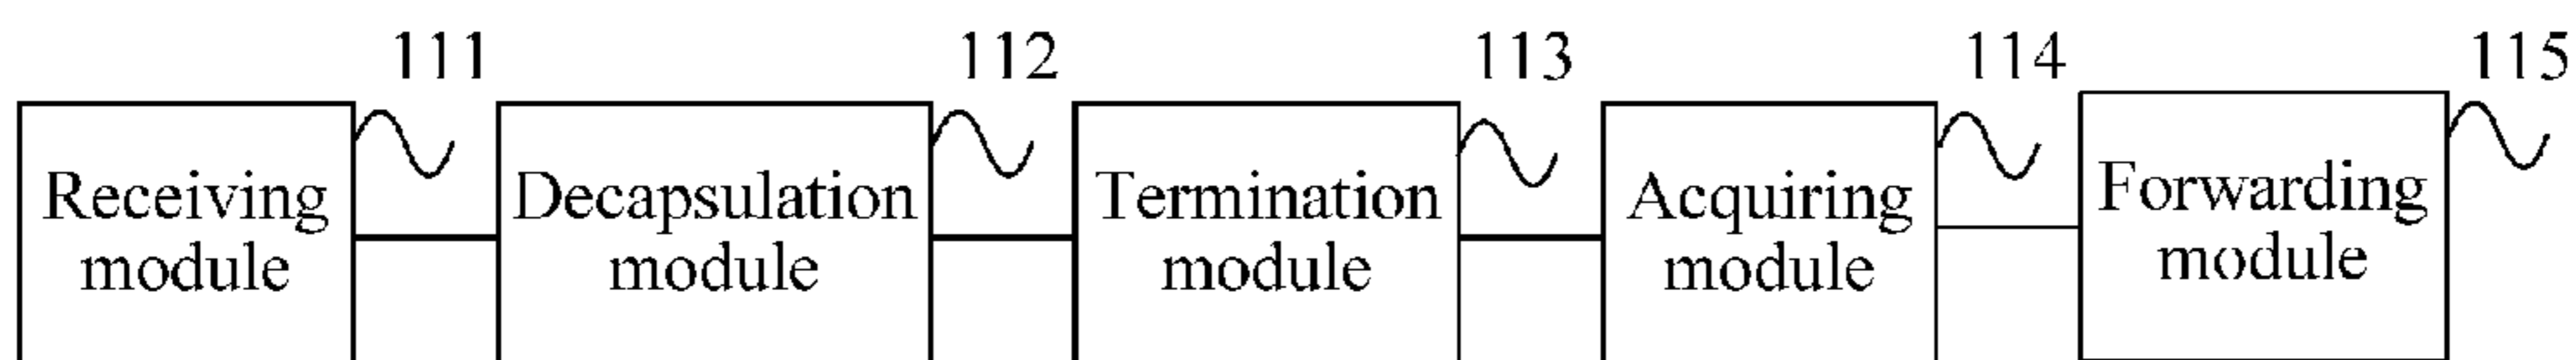 111
112
113
114
115
Receiving
module
Decapsulation
module
Termination
module
Acquiring
module
Forwarding
module